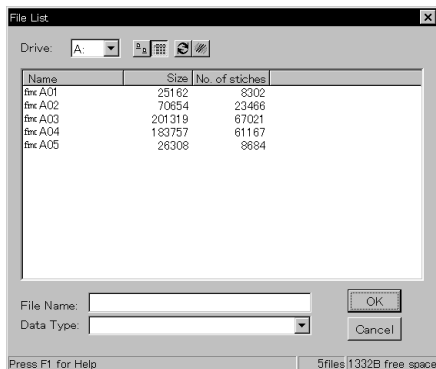 File List
Drive: A:
Name Size No. of stiches
fmc A01 25162 8302
fmc A02 70654 23466
fmc A03 201319 67021
fmc A04 183757 61167
fmc A05 26308 8684
File Name: OK
Data Type: Cancel
Press F1 for Help 5files 1332B free space